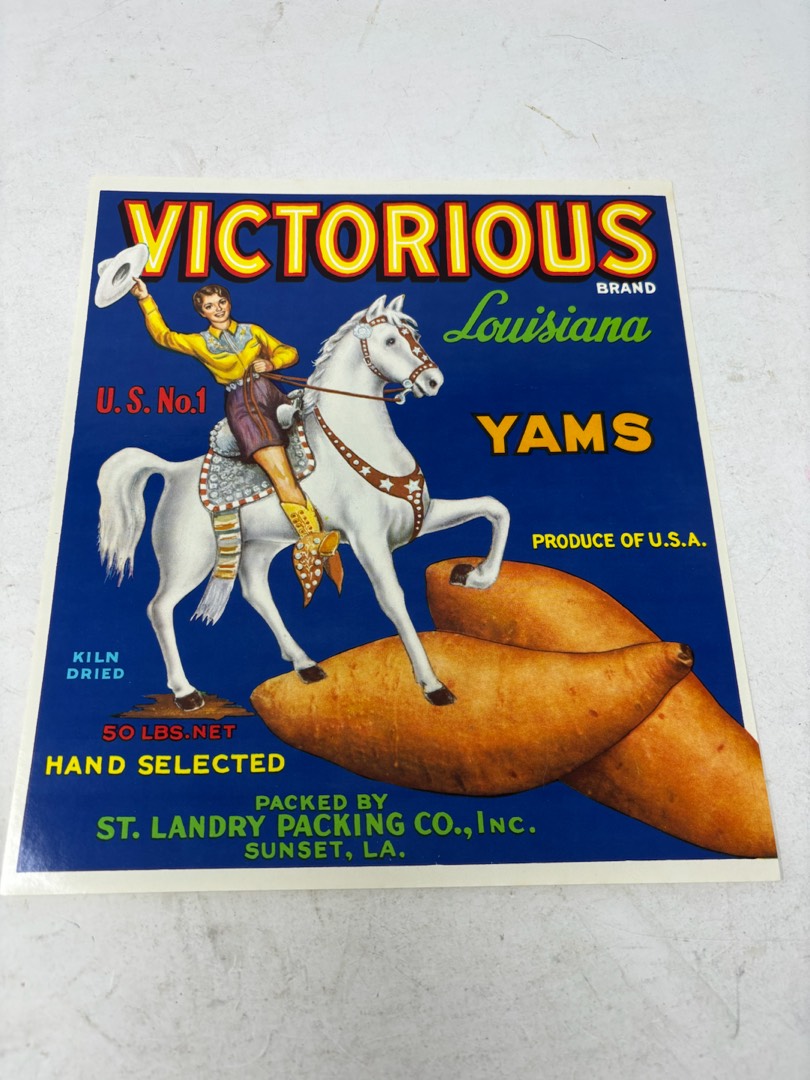 VICTORIOUS
BRAND
Louisiana
U.S. No.1
YAMS
PRODUCE OF U.S.A.
KILN
DRIED
50 LBS. NET
HAND SELECTED
PACKED BY
ST. LANDRY PACKING CO., INC.
SUNSET, LA.